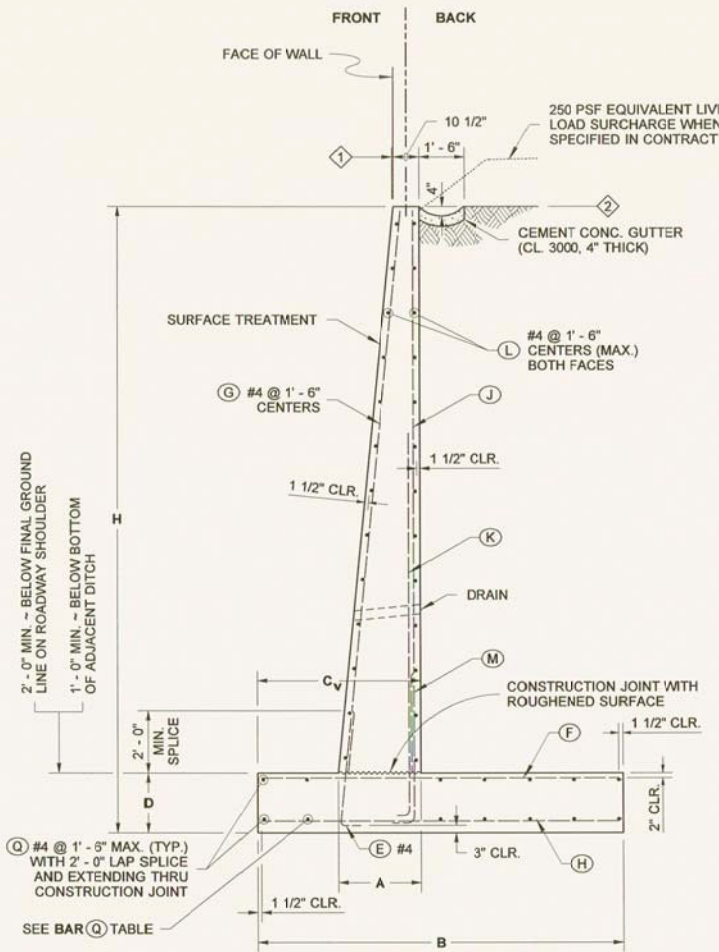 FRONT
BACK
FACE OF WALL
10 1/2"
250 PSF EQUIVALENT
LOAD SURCHARGE WHEN
SPECIFIED IN CONTRACT
1
1' - 6"
4"
2
CEMENT CONC. GUTTER
(CL. 3000, 4" THICK)
SURFACE TREATMENT
L
#4 @ 1' - 6"
CENTERS (MAX.)
BOTH FACES
G #4 @ 1' - 6"
CENTERS
J
1 1/2" CLR.
1 1/2" CLR.
H
K
2' - 0" MIN. ~ BELOW FINAL GROUND
LINE ON ROADWAY SHOULDER
1' - 0" MIN. ~ BELOW BOTTOM
OF ADJACENT DITCH
DRAIN
M
C
CONSTRUCTION JOINT WITH
ROUGHENED SURFACE
1 1/2" CLR.
2' - 0"
MIN.
SPLICE
F
D
2" CLR.
Q #4 @ 1' - 6" MAX. (TYP.)
WITH 2' - 0" LAP SPLICE
AND EXTENDING THRU
CONSTRUCTION JOINT
E #4
3" CLR.
H
A
1 1/2" CLR.
SEE BAR Q TABLE
B